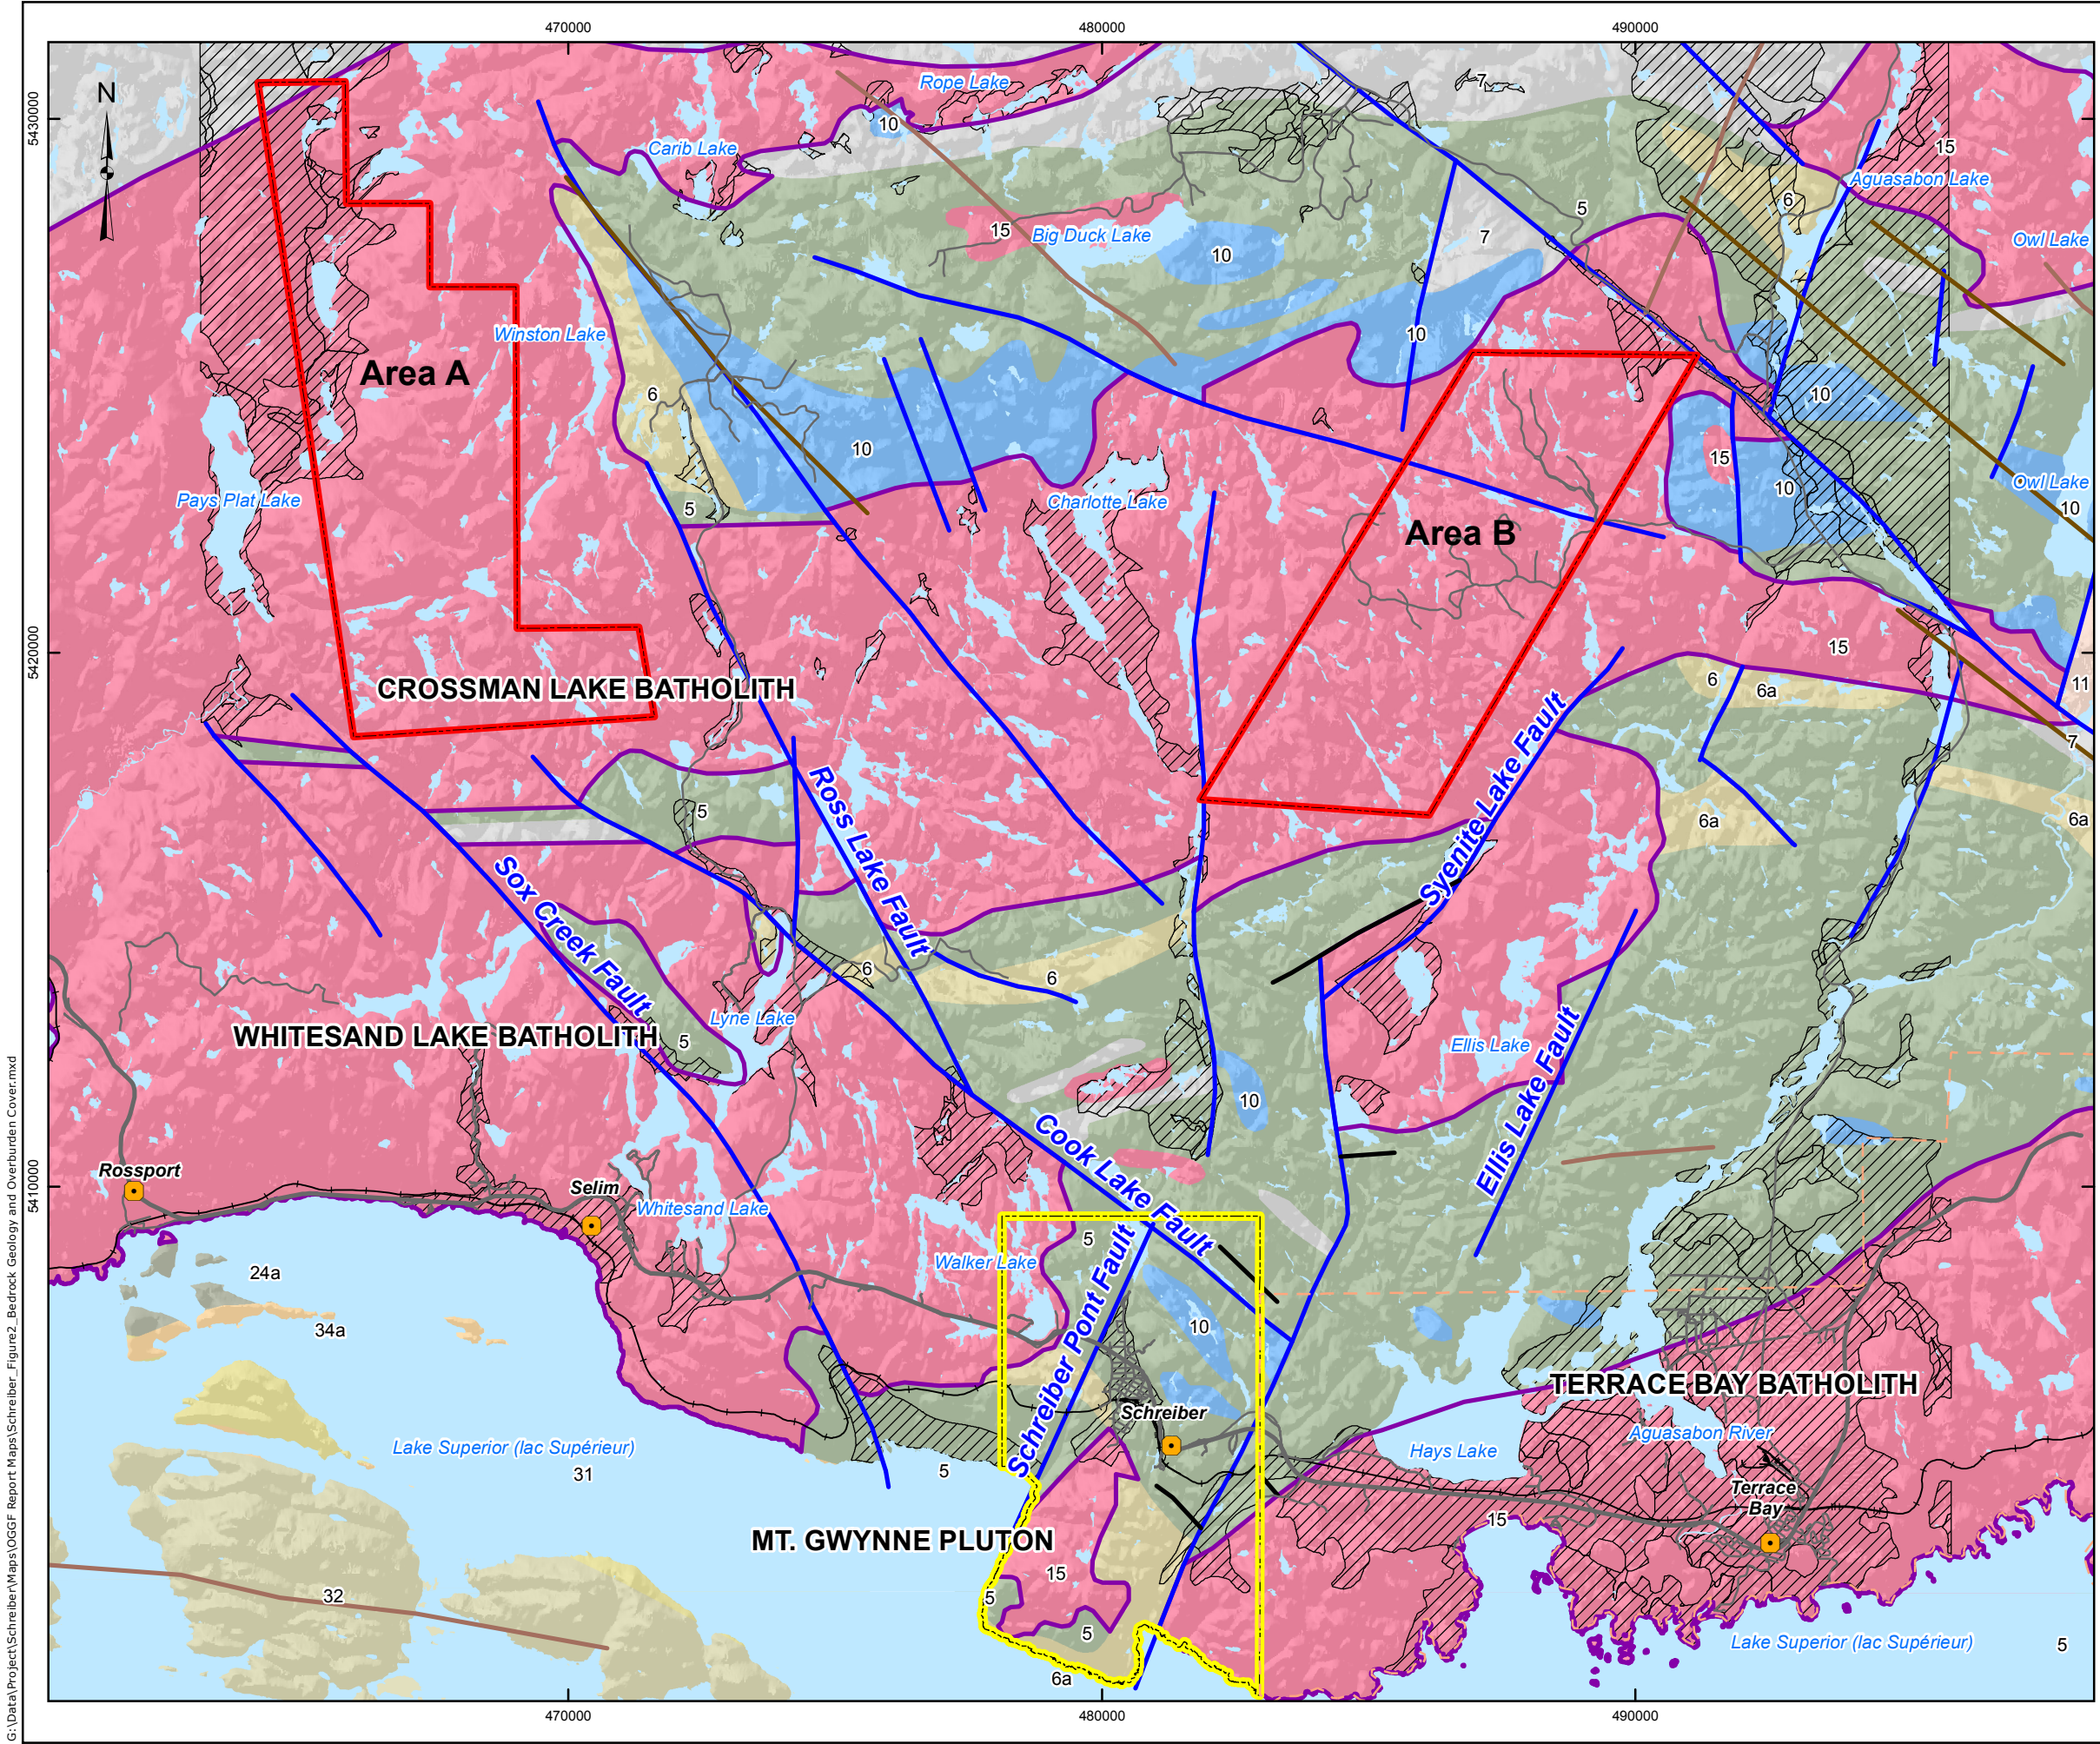 470000
480000
490000
5430000
N
Rope Lake
7
10
Carib Lake
15
Aguasabon Lake
6
5
15
Big Duck Lake
7
10
Owl Lake
Winston Lake
10
Area A
6
10
10
15
Pays Plat Lake
5
Charlotte Lake
10
Owl Lake
10
Area B
5420000
15
6
6a
11
CROSSMAN LAKE BATHOLITH
7
5
Ross Lake Fault
Syenite Lake Fault
6a
6a
Sox Creek Fault
6
6
Lyne Lake
WHITESAND LAKE BATHOLITH
5
Ellis Lake
Ellis Lake Fault
10
Cook Lake Fault
5410000
Rossport
Selim
Whitesand Lake
5
Walker Lake
Schreiber Pont Fault
24a
34a
10
TERRACE BAY BATHOLITH
Schreiber
Aguasabon River
Lake Superior (lac Supérieur)
Hays Lake
31
5
Terrace
Bay
15
MT. GWYNNE PLUTON
15
32
5
5
Lake Superior (lac Supérieur)
5
6a
470000
480000
490000
G:\Data\Project\Schreiber\Maps\OGGF Report Maps\Schreiber_Figure2_Bedrock Geology and Overburden Cover.mxd